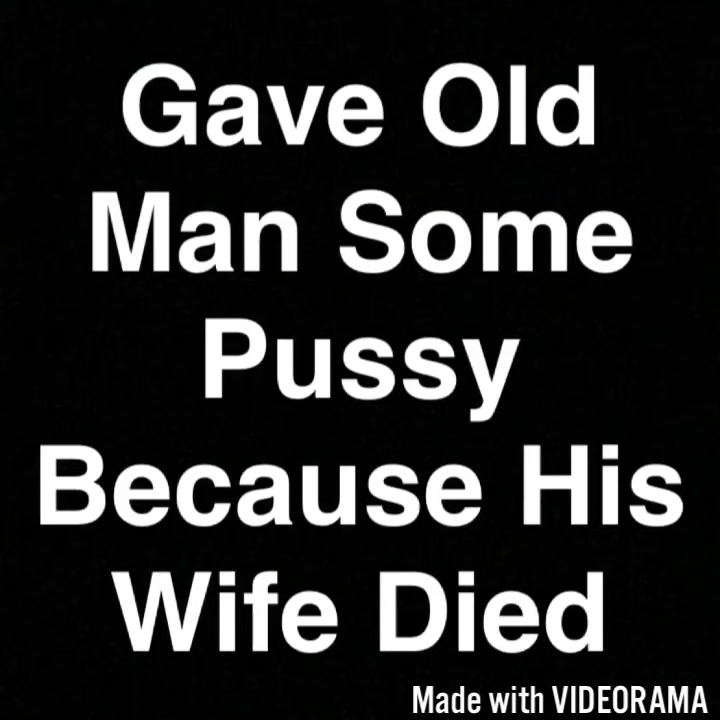 Gave Old
Man Some
Pussy
Because His
Wife Died
Made with VIDEORAMA